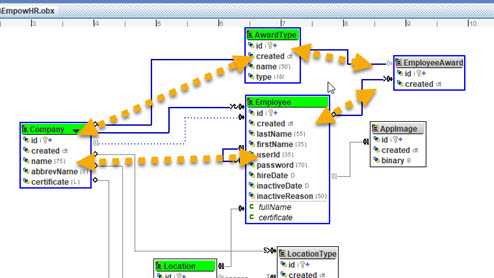 \EmpowHR.obx
3
4
5
6
7
8
9
10
AwardType
id
created dt
name (50)
type (16)
EmployeeAward
id
created dt
Employee
id
created dt
lastName (55)
firstName (35)
userId (35)
password (70)
hireDate D
inactiveDate D
inactiveReason (50)
fullName
certificate
Company
id
created dt
name (75)
abbrevName
certificate (L)
AppImage
id
created dt
binary B
Location
id
LocationType
id
created dt